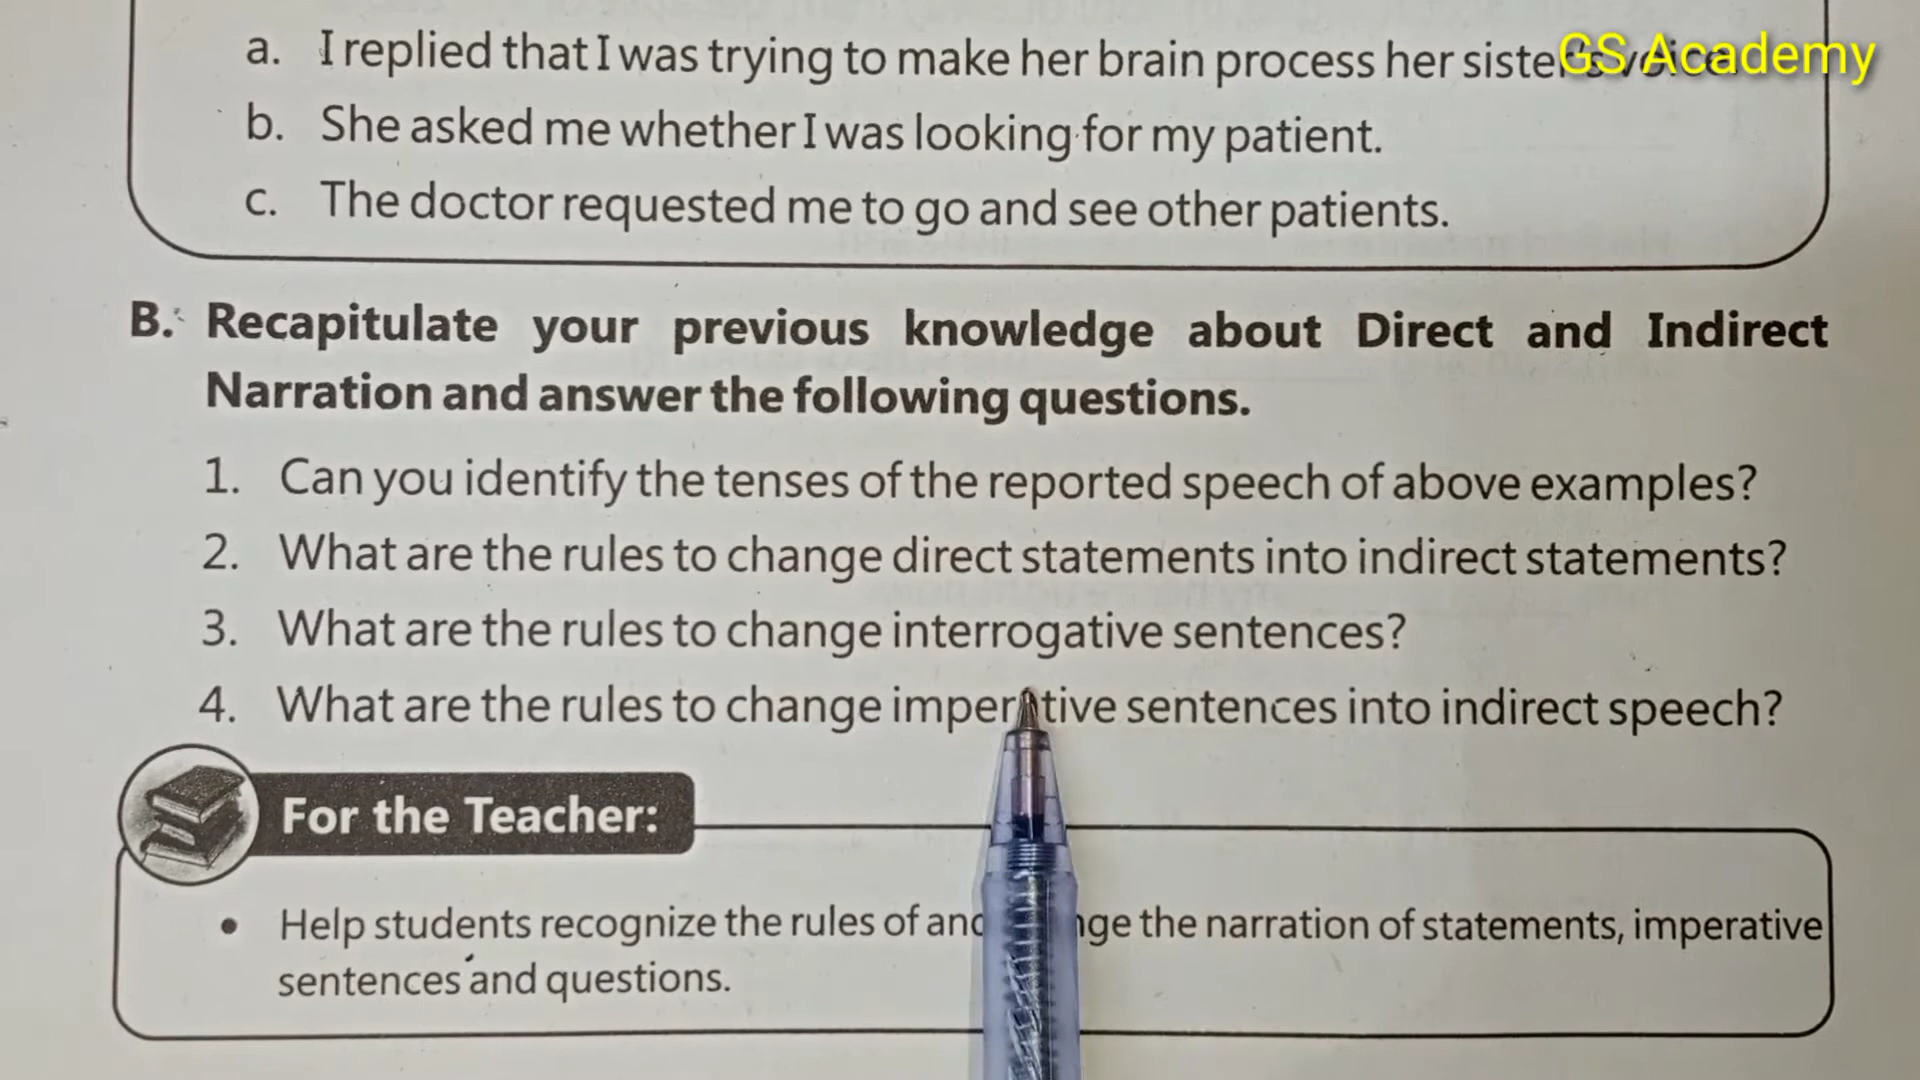 a. I replied that I was trying to make her brain process her sister's voice
GS Academy
b. She asked me whether I was looking for my patient.
c. The doctor requested me to go and see other patients.
B. Recapitulate your previous knowledge about Direct and Indirect
Narration and answer the following questions.
1. Can you identify the tenses of the reported speech of above examples?
2. What are the rules to change direct statements into indirect statements?
3. What are the rules to change interrogative sentences?
4. What are the rules to change imperative sentences into indirect speech?
For the Teacher:
• Help students recognize the rules of the narration of statements, imperative
sentences and questions.